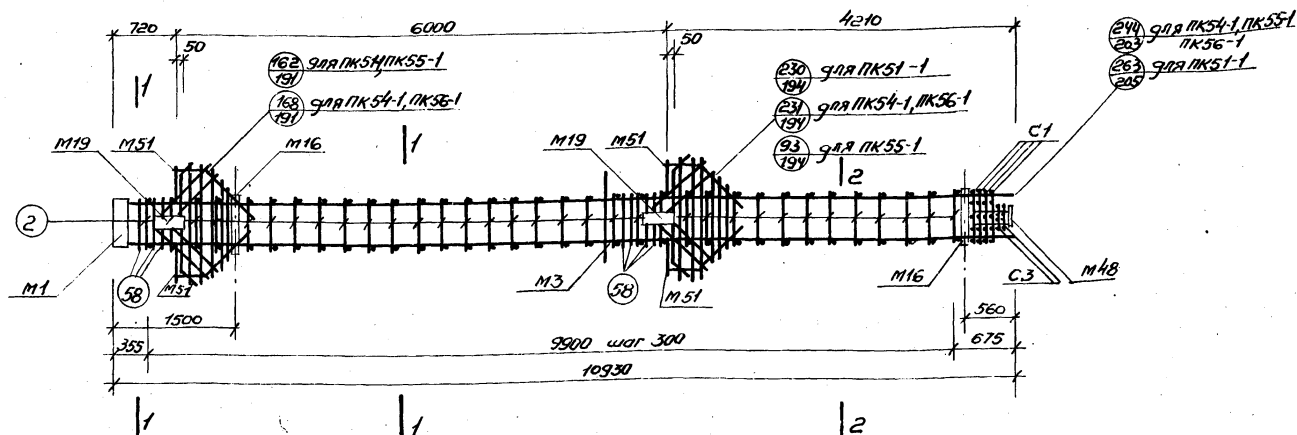 720
6000
4210
50
50
162
191
для ПК51-1, ПК55-1
168
191
для ПК54-1, ПК56-1
230
194
для ПК51-1
231
194
для ПК54-1, ПК56-1
93
194
для ПК55-1
244
203
для ПК54-1, ПК55-1
ПК56-1
263
205
для ПК51-1
1
1
2
М19
М51
М16
М19
М51
С1
2
М1
58
М51
М3
58
М51
М16
С3
М48
1500
560
355
9900 шаг 300
675
10930
1
1
2